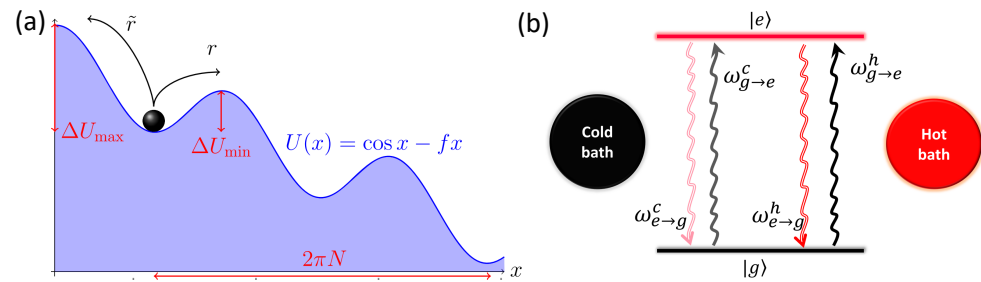 (a)
r̃
r
ΔU_max
ΔU_min
U(x) = cos x − fx
2πN
x
(b)
|e⟩
ω^c_{g→e}
ω^h_{g→e}
Cold
bath
Hot
bath
ω^c_{e→g}
ω^h_{e→g}
|g⟩